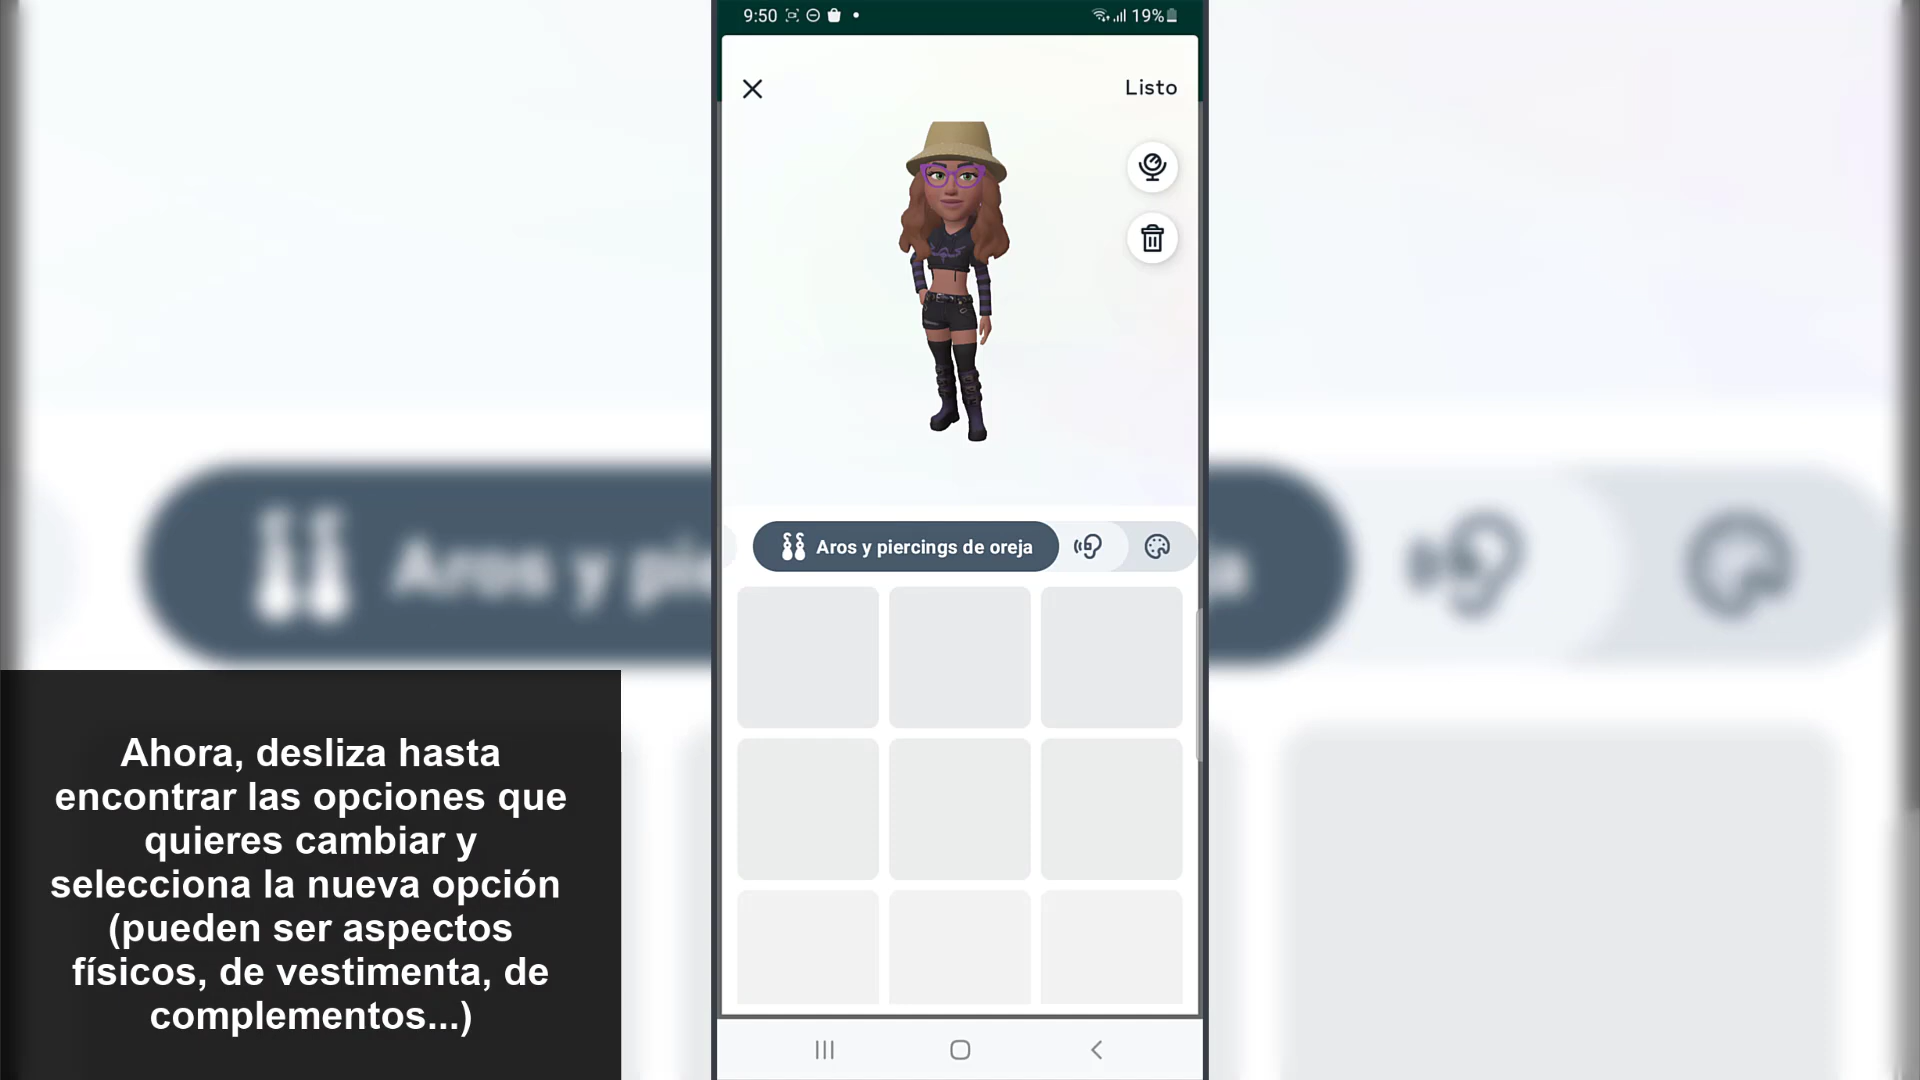 9:50
19%
Listo
Aros y piercings de oreja
Ahora, desliza hasta
encontrar las opciones que
quieres cambiar y
selecciona la nueva opción
(pueden ser aspectos
físicos, de vestimenta, de
complementos...)